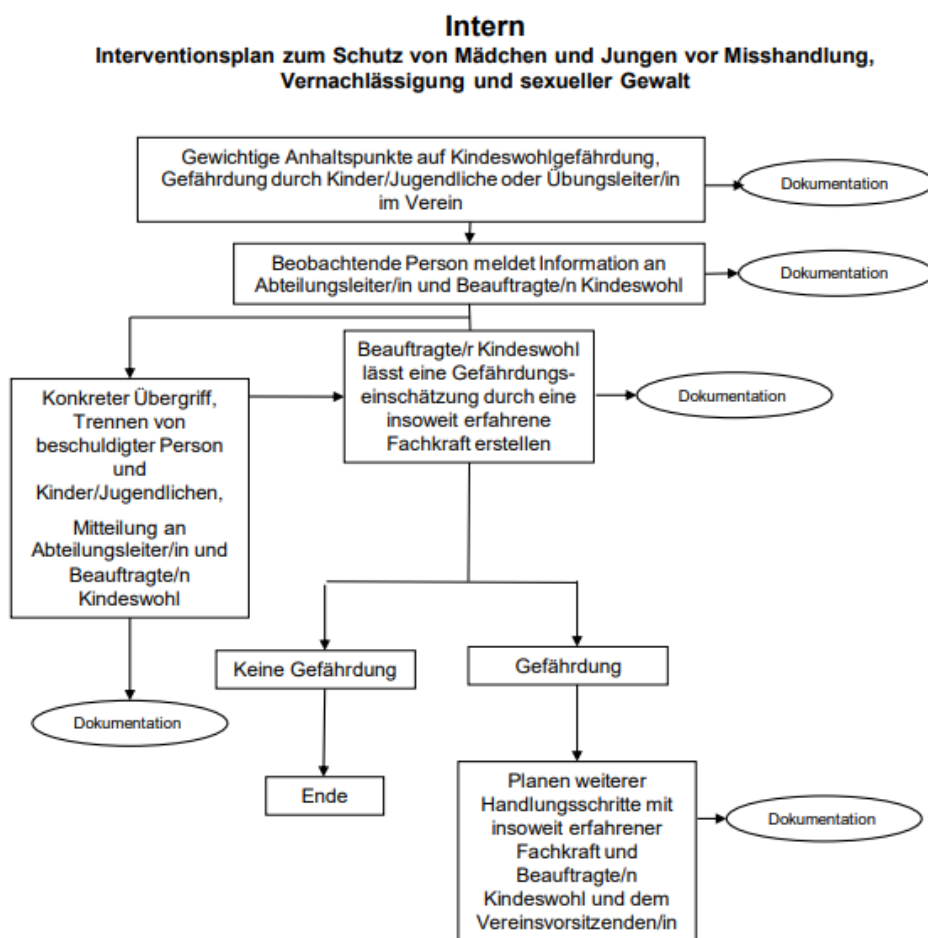 Intern
Interventionsplan zum Schutz von Mädchen und Jungen vor Misshandlung,
Vernachlässigung und sexueller Gewalt
Gewichtige Anhaltspunkte auf Kindeswohlgefährdung,
Gefährdung durch Kinder/Jugendliche oder Übungsleiter/in
im Verein
Dokumentation
Beobachtende Person meldet Information an
Abteilungsleiter/in und Beauftragte/n Kindeswohl
Dokumentation
Beauftragte/r Kindeswohl
lässt eine Gefährdungs-
einschätzung durch eine
insoweit erfahrene
Fachkraft erstellen
Dokumentation
Konkreter Übergriff,
Trennen von
beschuldigter Person
und
Kinder/Jugendlichen,
Mitteilung an
Abteilungsleiter/in und
Beauftragte/n
Kindeswohl
Dokumentation
Keine Gefährdung
Gefährdung
Ende
Planen weiterer
Handlungsschritte mit
insoweit erfahrener
Fachkraft und
Beauftragte/n
Kindeswohl und dem
Vereinsvorsitzenden/in
Dokumentation